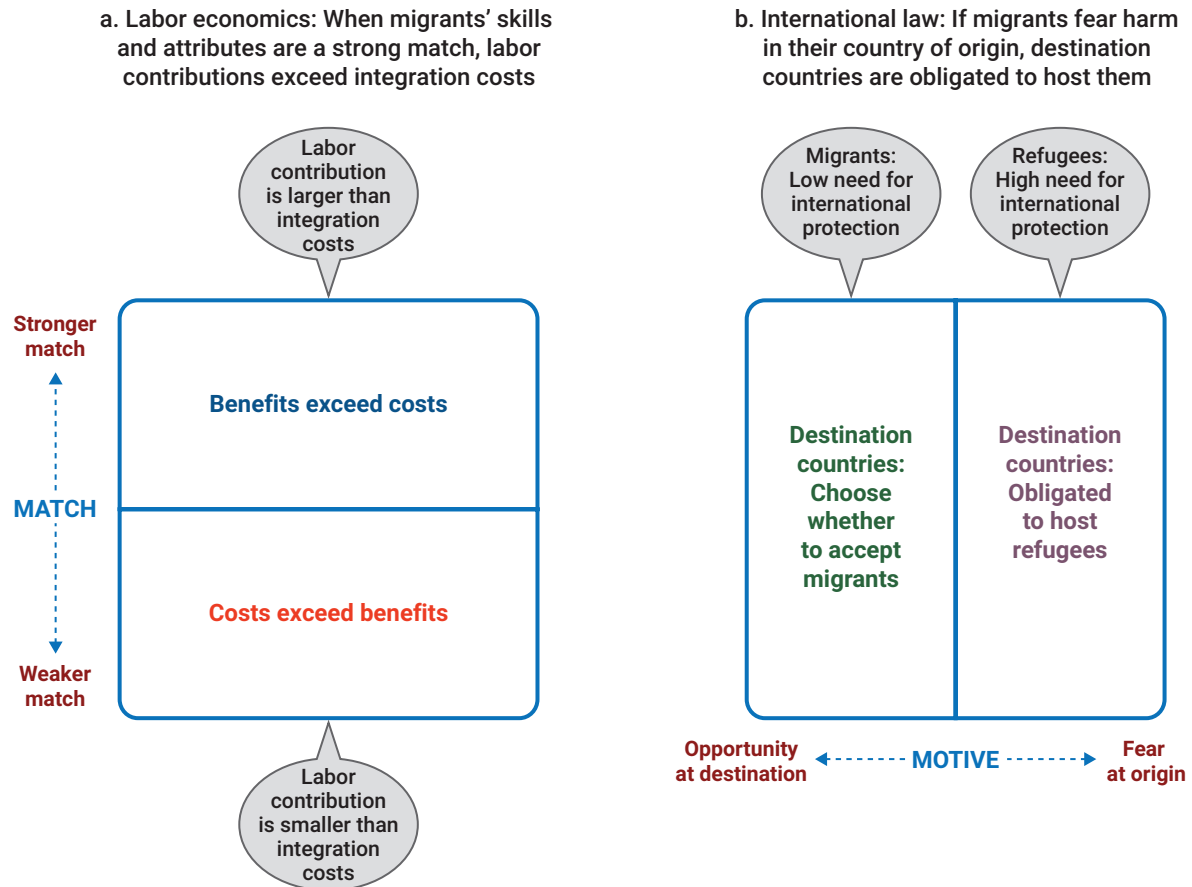 a. Labor economics: When migrants’ skills
and attributes are a strong match, labor
contributions exceed integration costs
Labor
contribution
is larger than
integration
costs
Stronger
match
MATCH
Weaker
match
Benefits exceed costs
Costs exceed benefits
Labor
contribution
is smaller than
integration
costs
b. International law: If migrants fear harm
in their country of origin, destination
countries are obligated to host them
Migrants:
Low need for
international
protection
Refugees:
High need for
international
protection
Destination
countries:
Choose
whether
to accept
migrants
Destination
countries:
Obligated
to host
refugees
Opportunity
at destination
MOTIVE
Fear
at origin